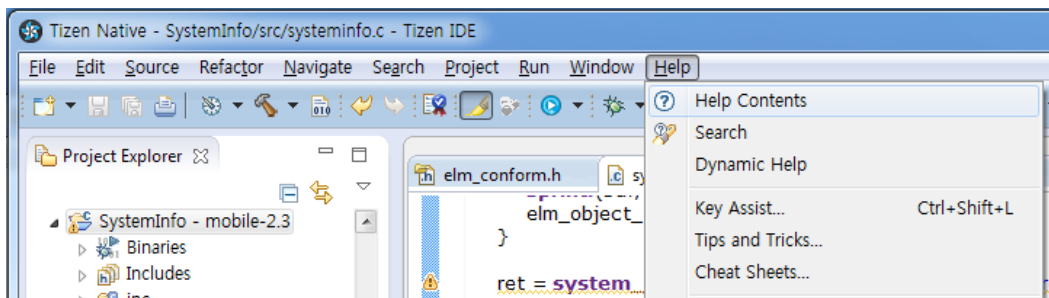 Tizen Native - SystemInfo/src/systeminfo.c - Tizen IDE
File Edit Source Refactor Navigate Search Project Run Window Help
Help Contents
Search
Dynamic Help
Key Assist... Ctrl+Shift+L
Tips and Tricks...
Cheat Sheets...
Project Explorer
SystemInfo - mobile-2.3
Binaries
Includes
elm_conform.h
elm_object_
}
ret = system_